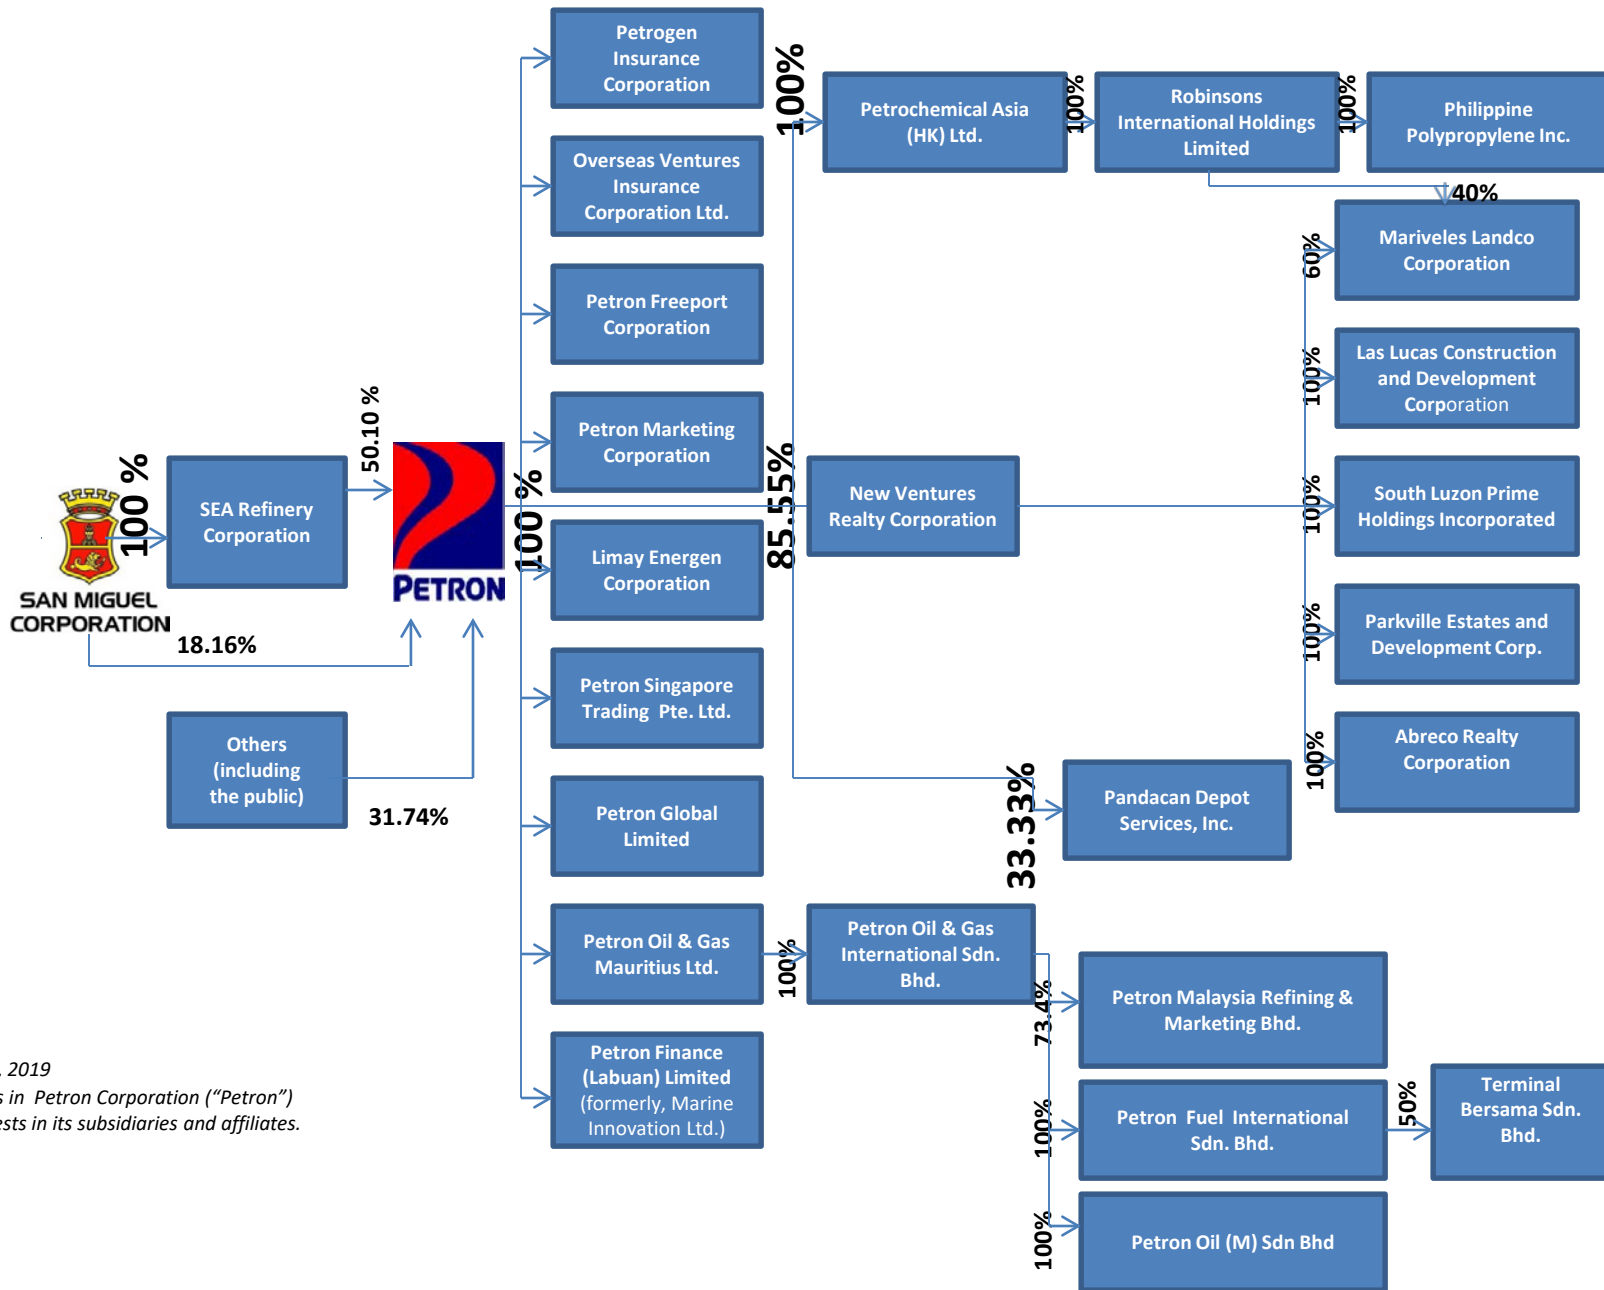 SAN MIGUEL
CORPORATION
100 %
SEA Refinery
Corporation
50.10 %
PETRON
18.16%
Others
(including
the public)
31.74%
100 %
Petrogen
Insurance
Corporation
Overseas Ventures
Insurance
Corporation Ltd.
Petron Freeport
Corporation
Petron Marketing
Corporation
Limay Energen
Corporation
Petron Singapore
Trading Pte. Ltd.
Petron Global
Limited
Petron Oil & Gas
Mauritius Ltd.
Petron Finance
(Labuan) Limited
(formerly, Marine
Innovation Ltd.)
100%
Petrochemical Asia
(HK) Ltd.
100%
Robinsons
International Holdings
Limited
100%
Philippine
Polypropylene Inc.
40%
85.55%
New Ventures
Realty Corporation
60%
Mariveles Landco
Corporation
100%
Las Lucas Construction
and Development
Corporation
100%
South Luzon Prime
Holdings Incorporated
100%
Parkville Estates and
Development Corp.
100%
Abreco Realty
Corporation
33.33%
Pandacan Depot
Services, Inc.
100%
Petron Oil & Gas
International Sdn.
Bhd.
73.4%
Petron Malaysia Refining &
Marketing Bhd.
100%
Petron Fuel International
Sdn. Bhd.
50%
Terminal
Bersama Sdn.
Bhd.
100%
Petron Oil (M) Sdn Bhd
, 2019
in Petron Corporation (“Petron”)
in its subsidiaries and affiliates.